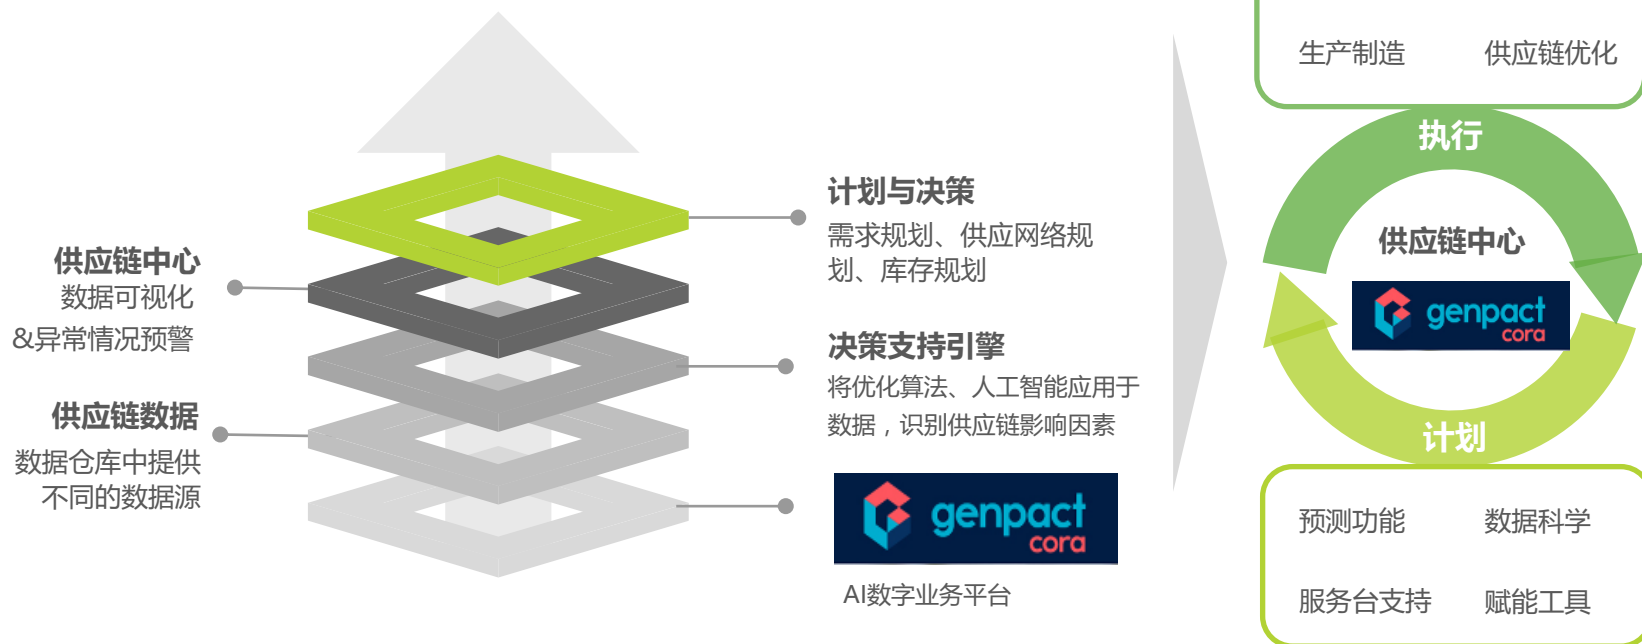 供应链中心
数据可视化
&异常情况预警
供应链数据
数据仓库中提供
不同的数据源
计划与决策
需求规划、供应网络规
划、库存规划
决策支持引擎
将优化算法、人工智能应用于
数据，识别供应链影响因素
genpact
cora
AI数字业务平台
生产制造 供应链优化
执行
供应链中心
genpact
cora
计划
预测功能 数据科学
服务台支持 赋能工具